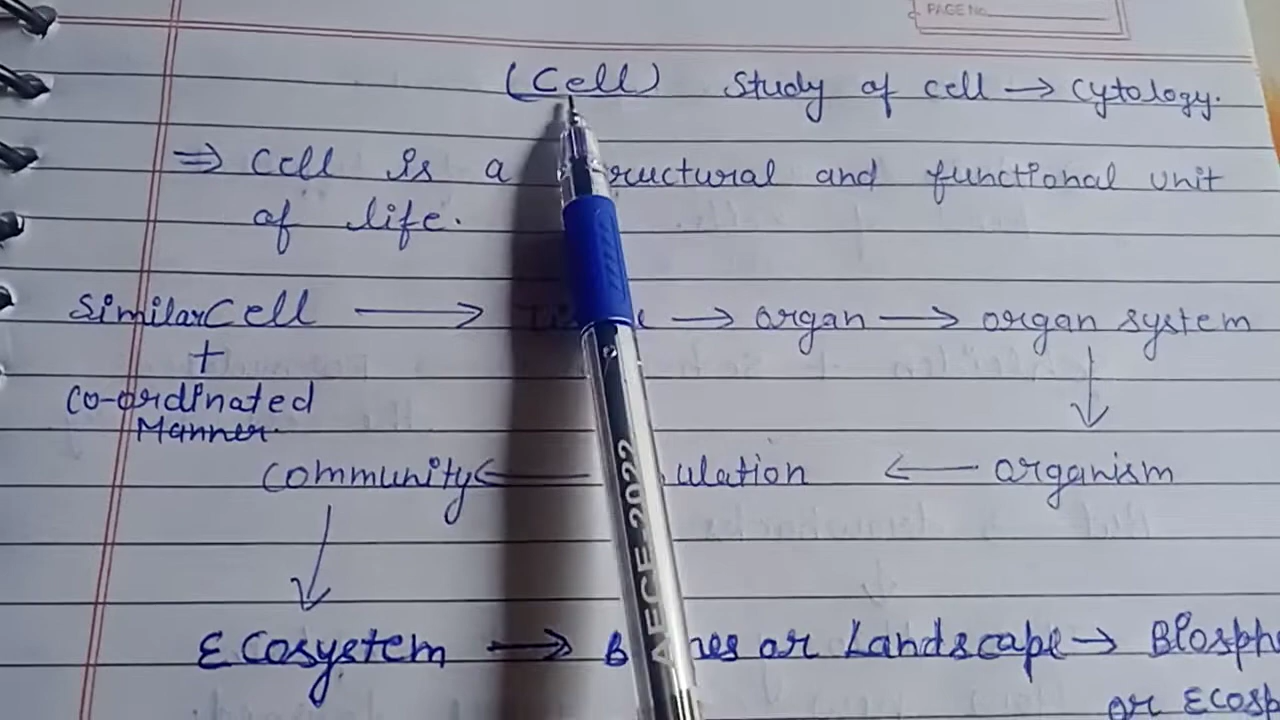 PAGE No.
(Cell) Study of cell → Cytology.
⇒ Cell is a ructural and functional unit
of life.
Similar Cell → → organ → organ system
+ ↓
Co-ordinated
Manner.
Community ← ulation ← organism
↓
Ecosystem → B mes or Landscape → Biosph
or Ecosp
AECE 2022